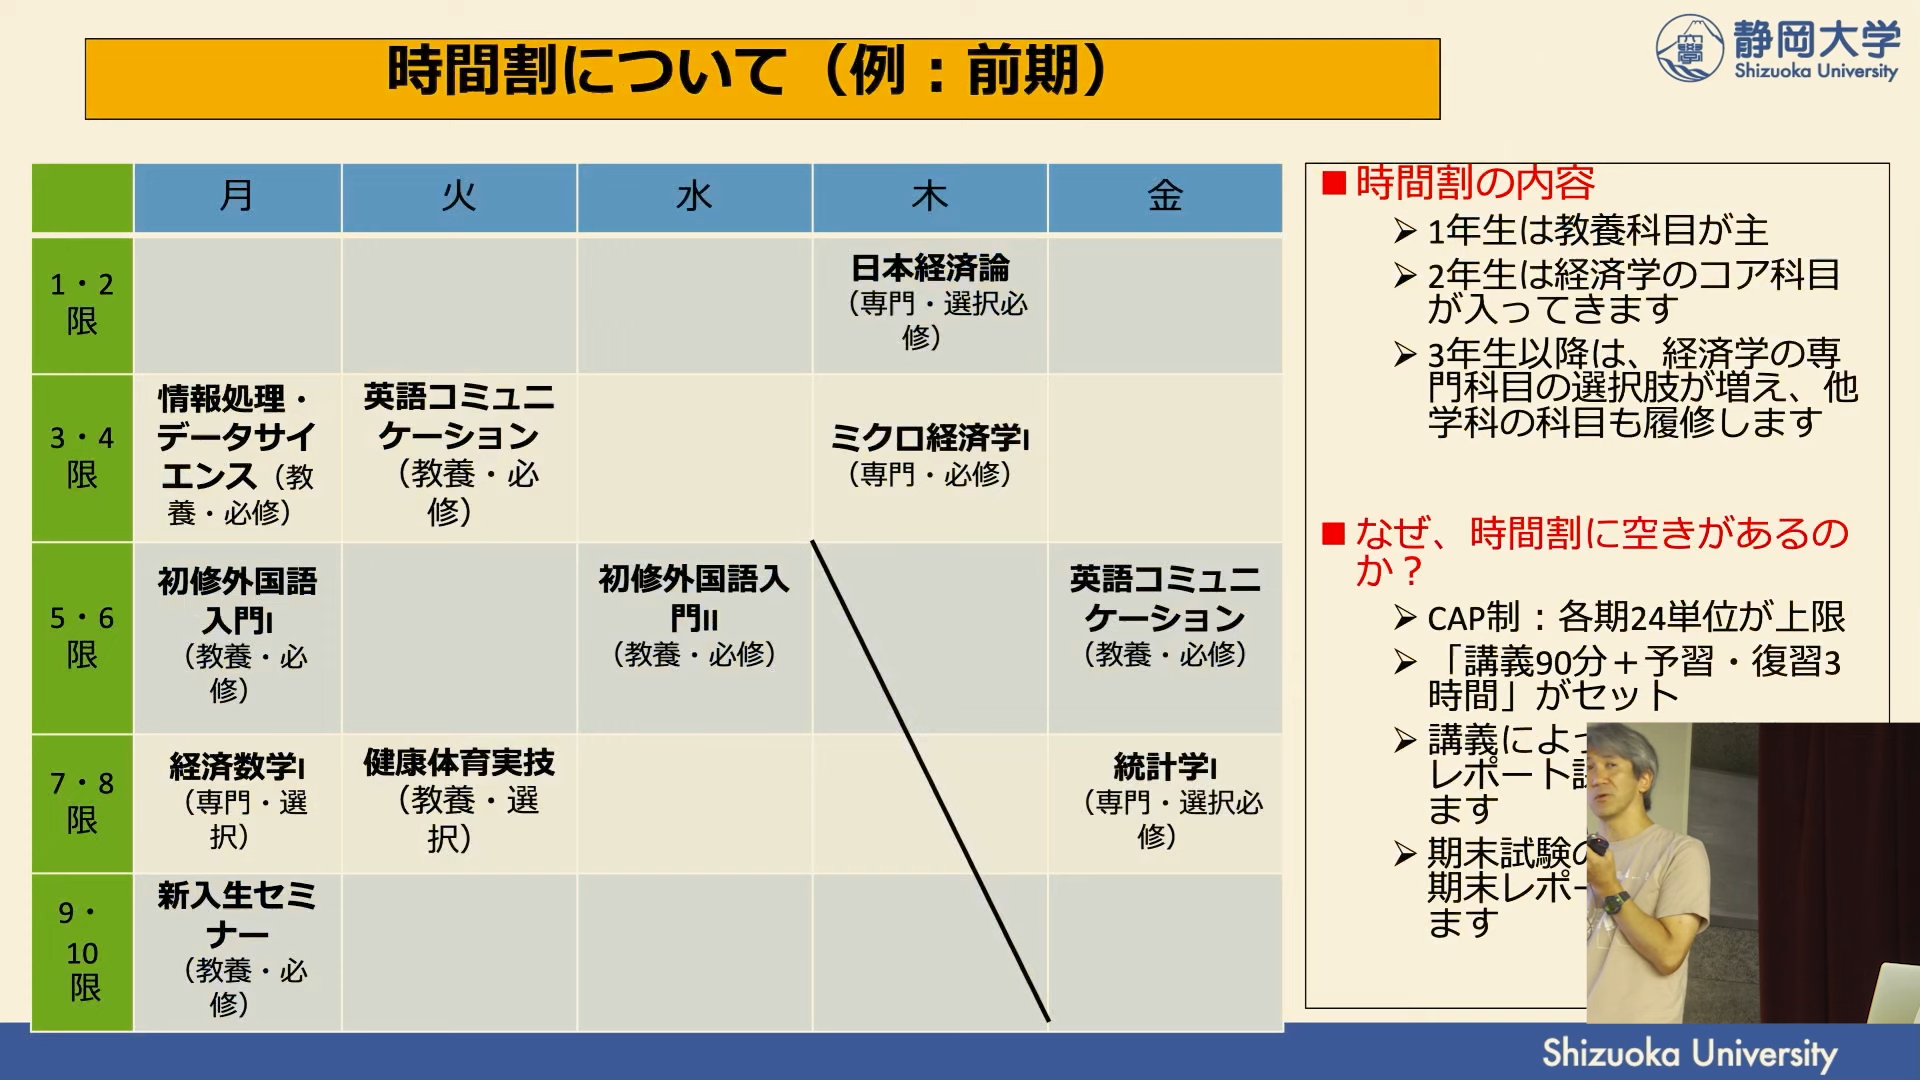 時間割について（例：前期）
静岡大学
Shizuoka University
月 火 水 木 金
1・2
限
日本経済論
（専門・選択必
修）
3・4
限
情報処理・
データサイ
エンス（教
養・必修）
英語コミュニ
ケーション
（教養・必
修）
ミクロ経済学I
（専門・必修）
5・6
限
初修外国語
入門I
（教養・必
修）
初修外国語入
門II
（教養・必修）
英語コミュニ
ケーション
（教養・必修）
7・8
限
経済数学I
（専門・選
択）
健康体育実技
（教養・選
択）
統計学I
（専門・選択必
修）
9・
10
限
新入生セミ
ナー
（教養・必
修）
■時間割の内容
➢1年生は教養科目が主
➢2年生は経済学のコア科目
が入ってきます
➢3年生以降は、経済学の専
門科目の選択肢が増え、他
学科の科目も履修します
■なぜ、時間割に空きがあるの
か？
➢CAP制：各期24単位が上限
➢「講義90分＋予習・復習3
時間」がセット
➢講義によっ
レポート
ます
➢期末試験
期末レポー
ます
Shizuoka University